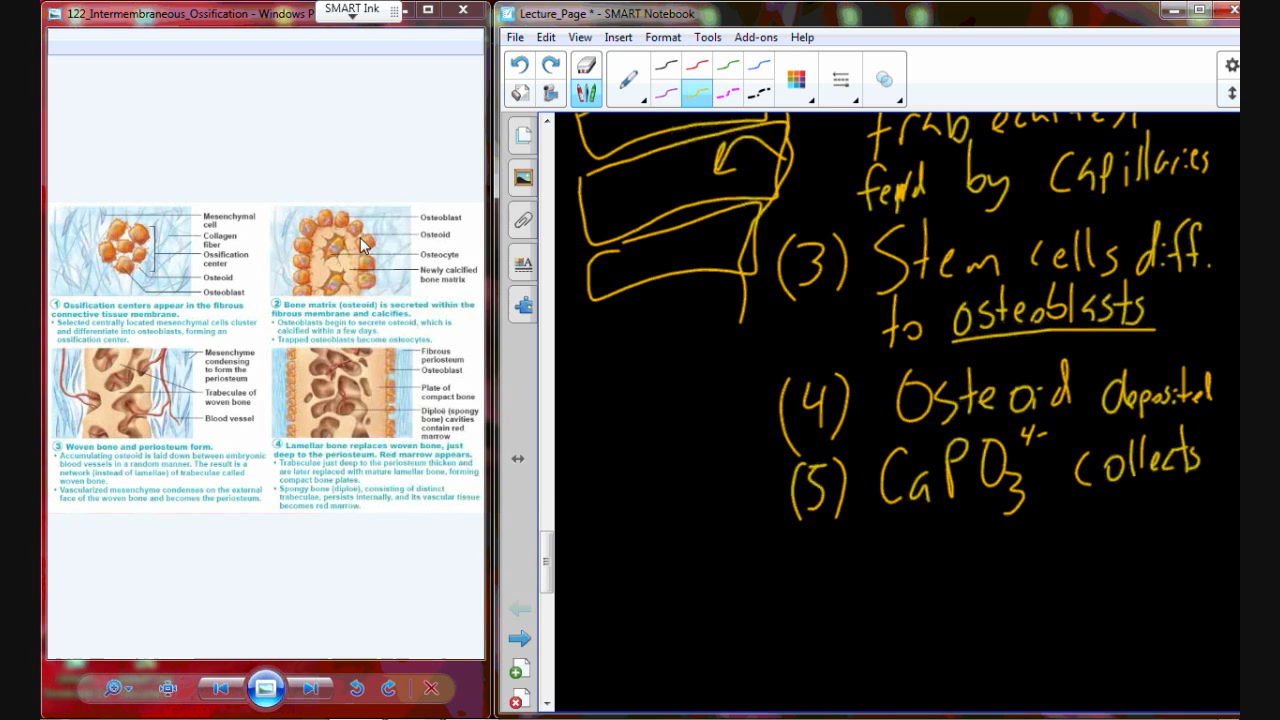 122_Intermembraneous_Ossification - Windows P
SMART Ink
Lecture_Page * - SMART Notebook
File Edit View Insert Format Tools Add-ons Help
Mesenchymal
cell
Collagen
fiber
Ossification
center
Osteoid
Osteoblast
Osteoblast
Osteoid
Osteocyte
Newly calcified
bone matrix
1 Ossification centers appear in the fibrous
connective tissue membrane.
• Selected centrally located mesenchymal cells cluster
and differentiate into osteoblasts, forming an
ossification center.
2 Bone matrix (osteoid) is secreted within the
fibrous membrane and calcifies.
• Osteoblasts begin to secrete osteoid, which is
calcified within a few days.
• Trapped osteoblasts become osteocytes.
Mesenchyme
condensing
to form the
periosteum
Trabeculae of
woven bone
Blood vessel
Fibrous
periosteum
Osteoblast
Plate of
compact bone
Diploë (spongy
bone) cavities
contain red
marrow
3 Woven bone and periosteum form.
• Accumulating osteoid is laid down between embryonic
blood vessels in a random manner. The result is a
network (instead of lamellae) of trabeculae called
woven bone.
• Vascularized mesenchyme condenses on the external
face of the woven bone and becomes the periosteum.
4 Lamellar bone replaces woven bone, just
deep to the periosteum. Red marrow appears.
• Trabeculae just deep to the periosteum thicken and
are later replaced with mature lamellar bone, forming
compact bone plates.
• Spongy bone (diploë), consisting of distinct
trabeculae, persists internally, and its vascular tissue
becomes red marrow.
by Capillaries
(3) Stem cells diff.
to osteoblasts
(4) Osteoid deposited
(5) CaPO3 4- collects